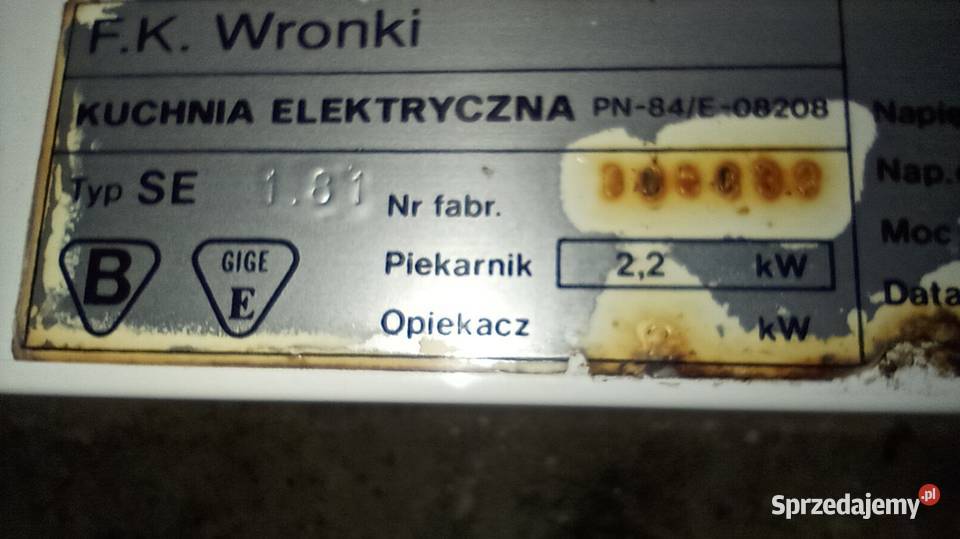 F.K. Wronki
KUCHNIA ELEKTRYCZNA PN-84/E-08208
Typ SE 1.81 Nr fabr.
B GIGE E
Piekarnik 2,2 kW
Opiekacz kW
Nap.
Moc
Data
Sprzedajemy.pl